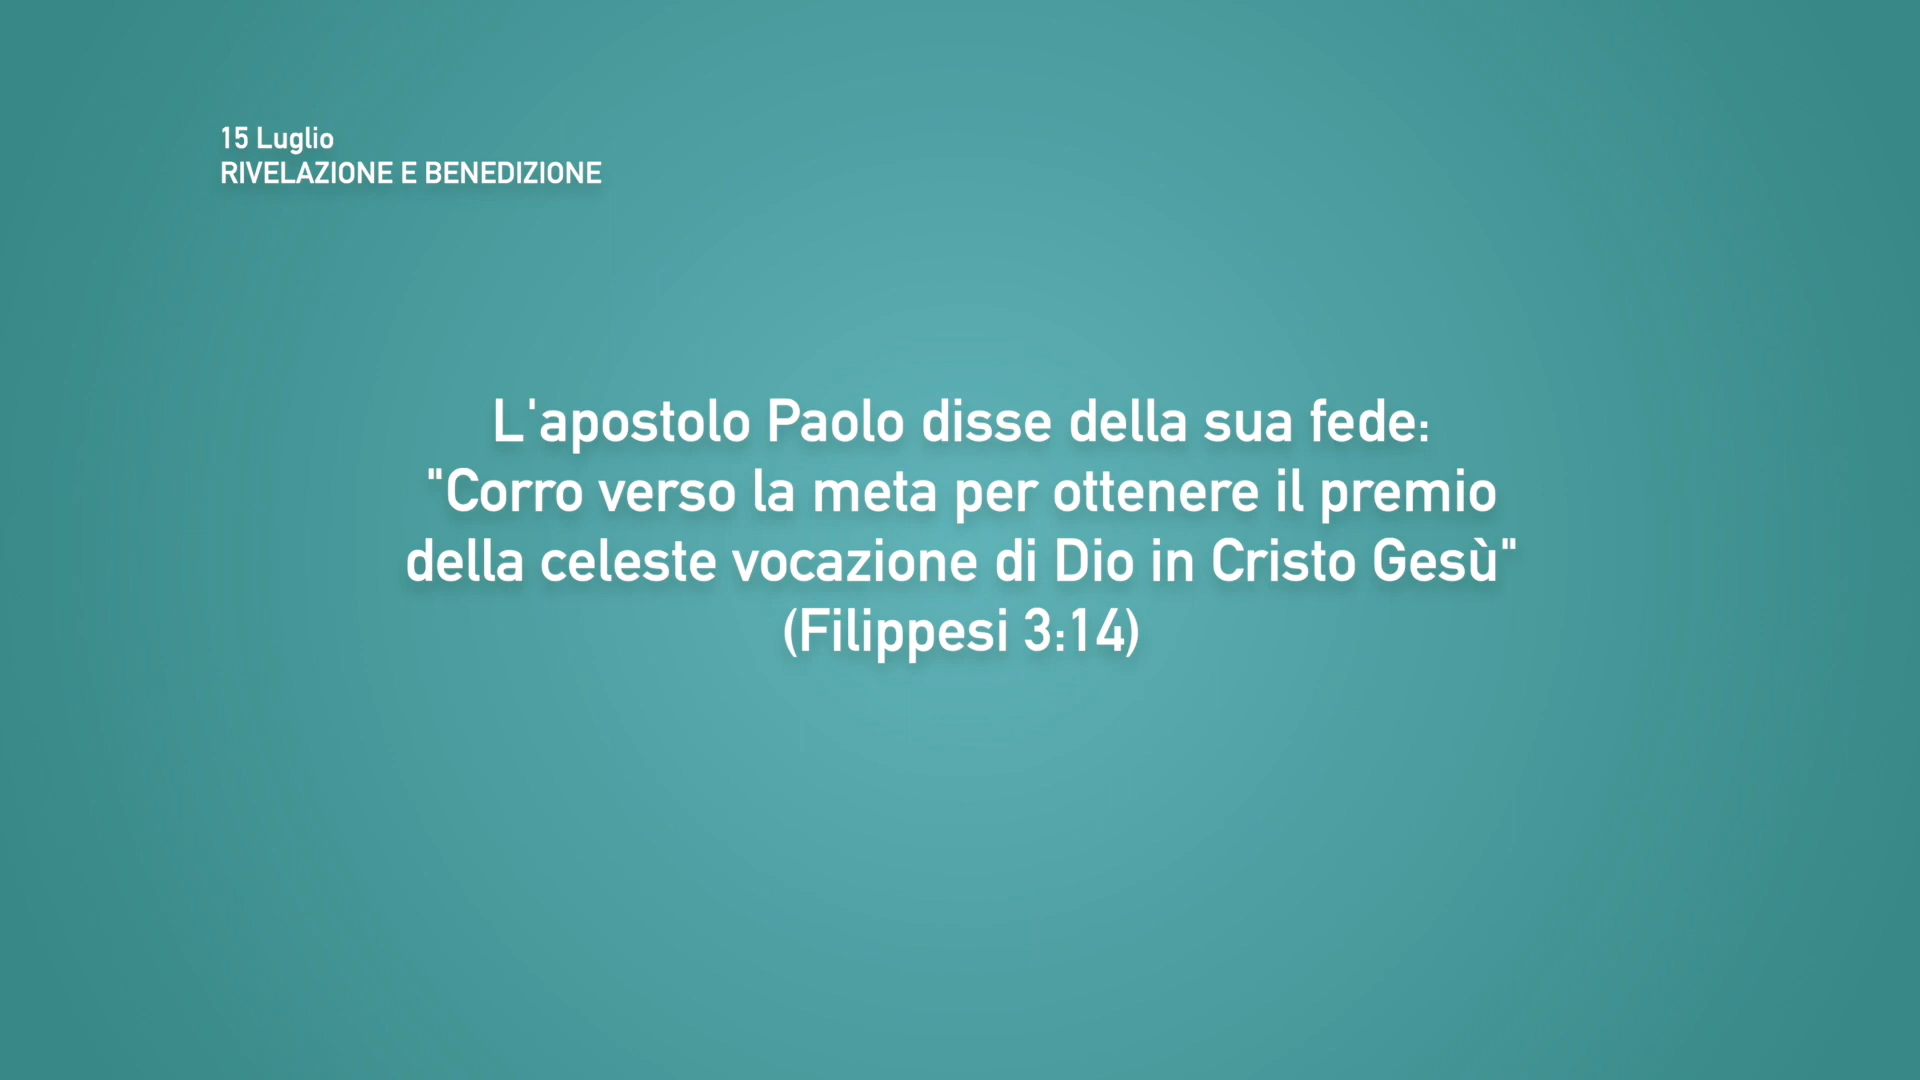 15 Luglio
RIVELAZIONE E BENEDIZIONE
L'apostolo Paolo disse della sua fede:
"Corro verso la meta per ottenere il premio
della celeste vocazione di Dio in Cristo Gesù"
(Filippesi 3:14)